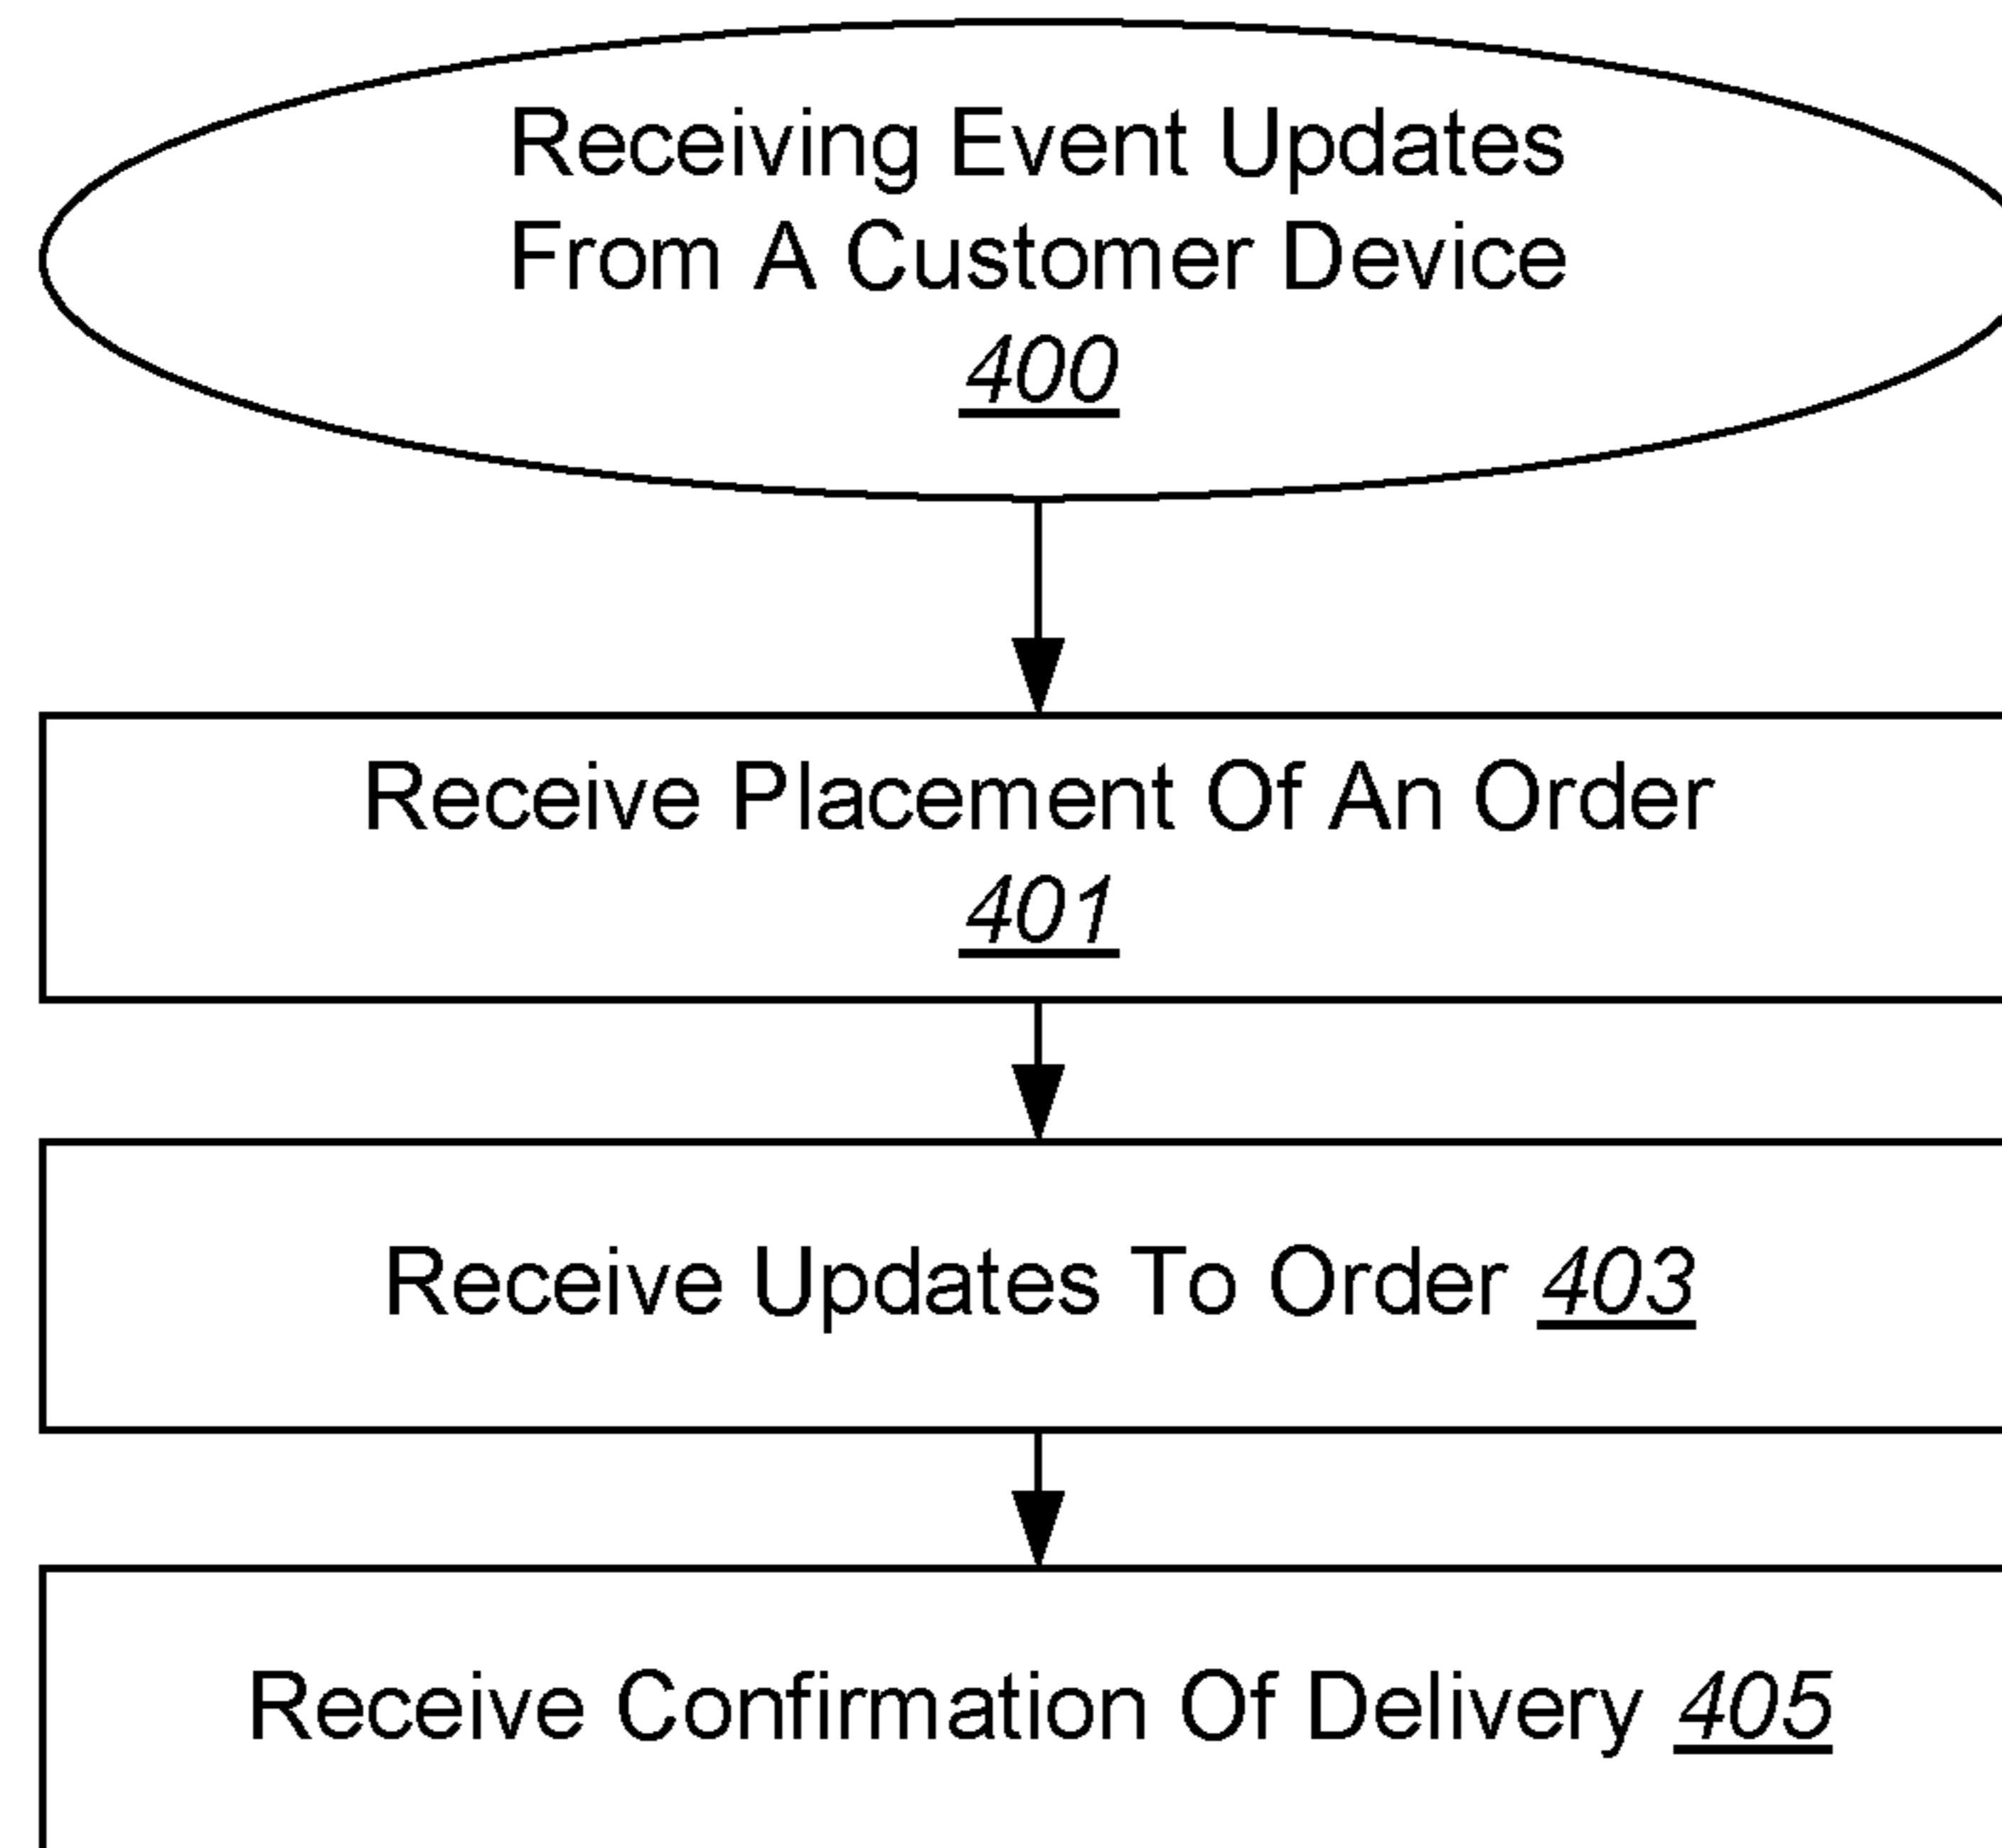 Receiving Event Updates
From A Customer Device
400
Receive Placement Of An Order
401
Receive Updates To Order 403
Receive Confirmation Of Delivery 405